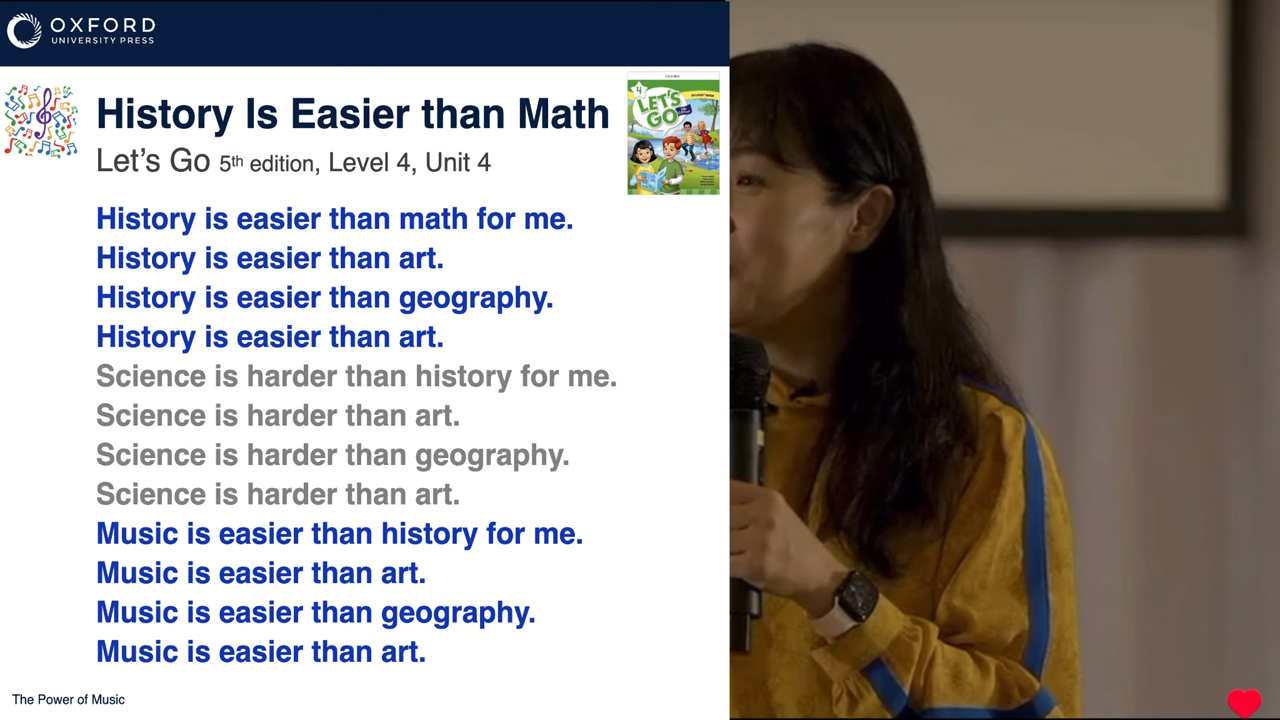 OXFORD
UNIVERSITY PRESS
History Is Easier than Math
Let's Go 5th edition, Level 4, Unit 4
4
LET'S
GO
STUDENT BOOK
History is easier than math for me.
History is easier than art.
History is easier than geography.
History is easier than art.
Science is harder than history for me.
Science is harder than art.
Science is harder than geography.
Science is harder than art.
Music is easier than history for me.
Music is easier than art.
Music is easier than geography.
Music is easier than art.
The Power of Music